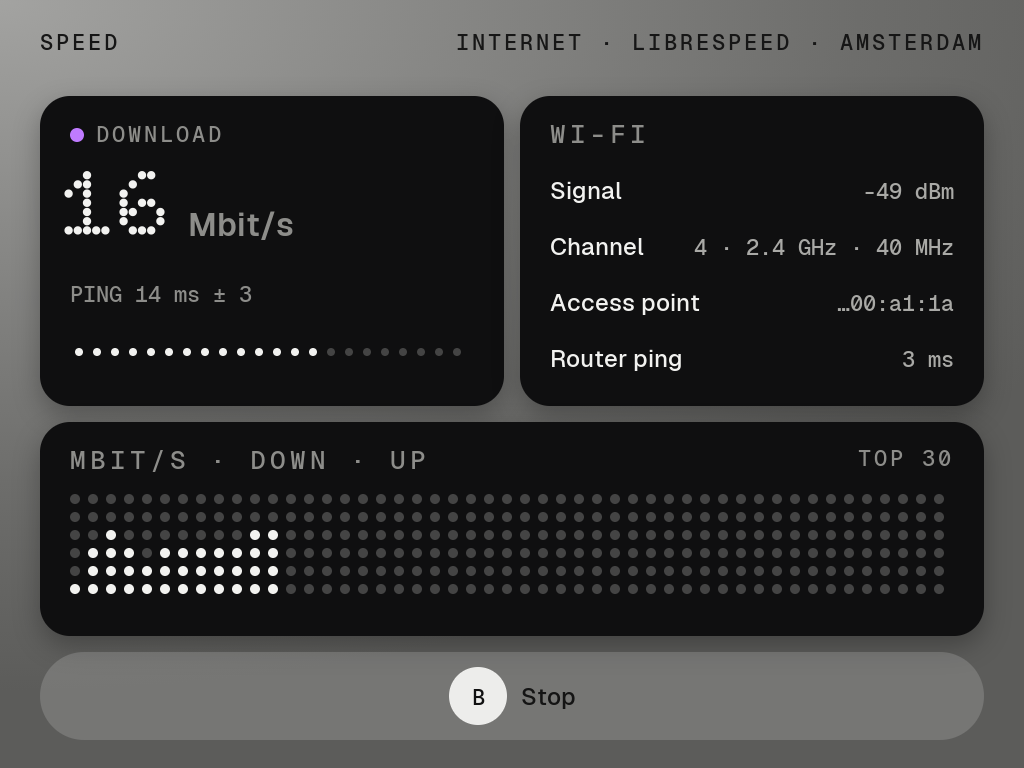 SPEED
INTERNET · LIBRESPEED · AMSTERDAM
DOWNLOAD
16 Mbit/s
PING 14 ms ± 3
WI-FI
Signal -49 dBm
Channel 4 · 2.4 GHz · 40 MHz
Access point …00:a1:1a
Router ping 3 ms
MBIT/S · DOWN · UP
TOP 30
B Stop